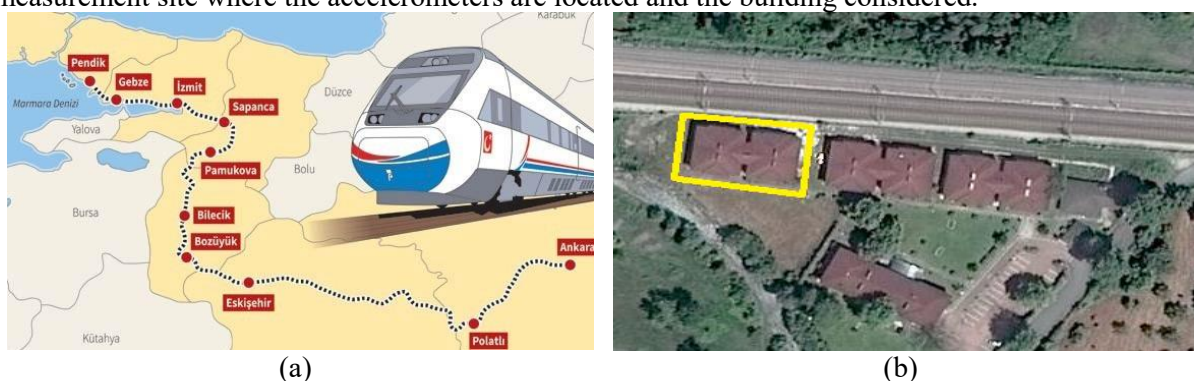 measurement site where the accelerometers are located and the building considered.
Karabük
Pendik
Gebze
İzmit
Sapanca
Düzce
Marmara Denizi
Yalova
Pamukova
Bolu
Bursa
Bilecik
Bozüyük
Ankara
Eskişehir
Kütahya
Polatlı
(a)
(b)